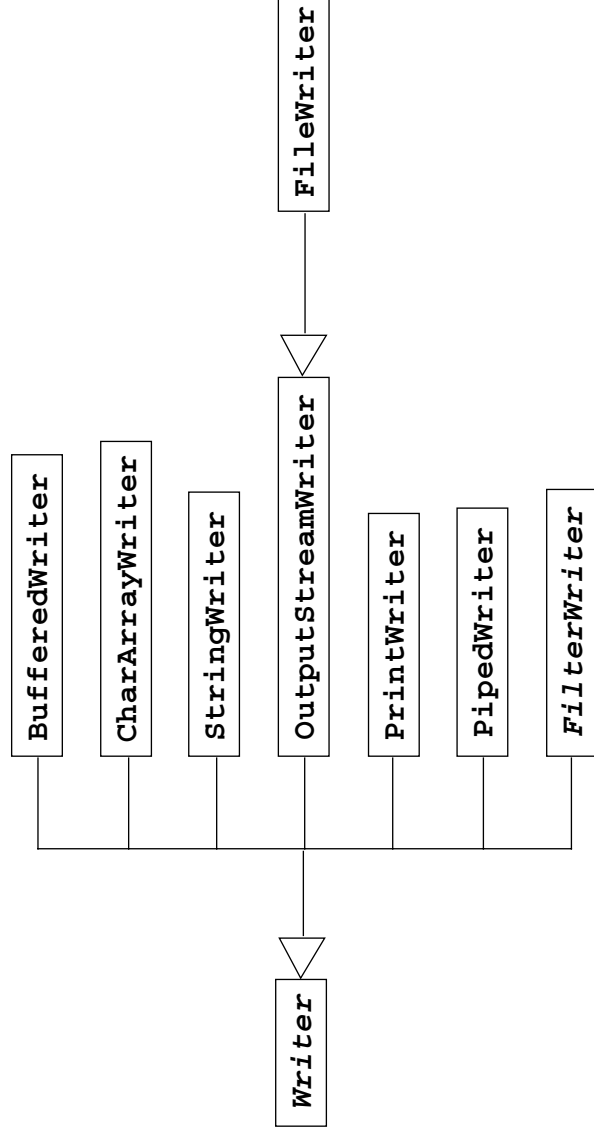 Writer
BufferedWriter
CharArrayWriter
StringWriter
OutputStreamWriter
PrintWriter
PipedWriter
FilterWriter
FileWriter